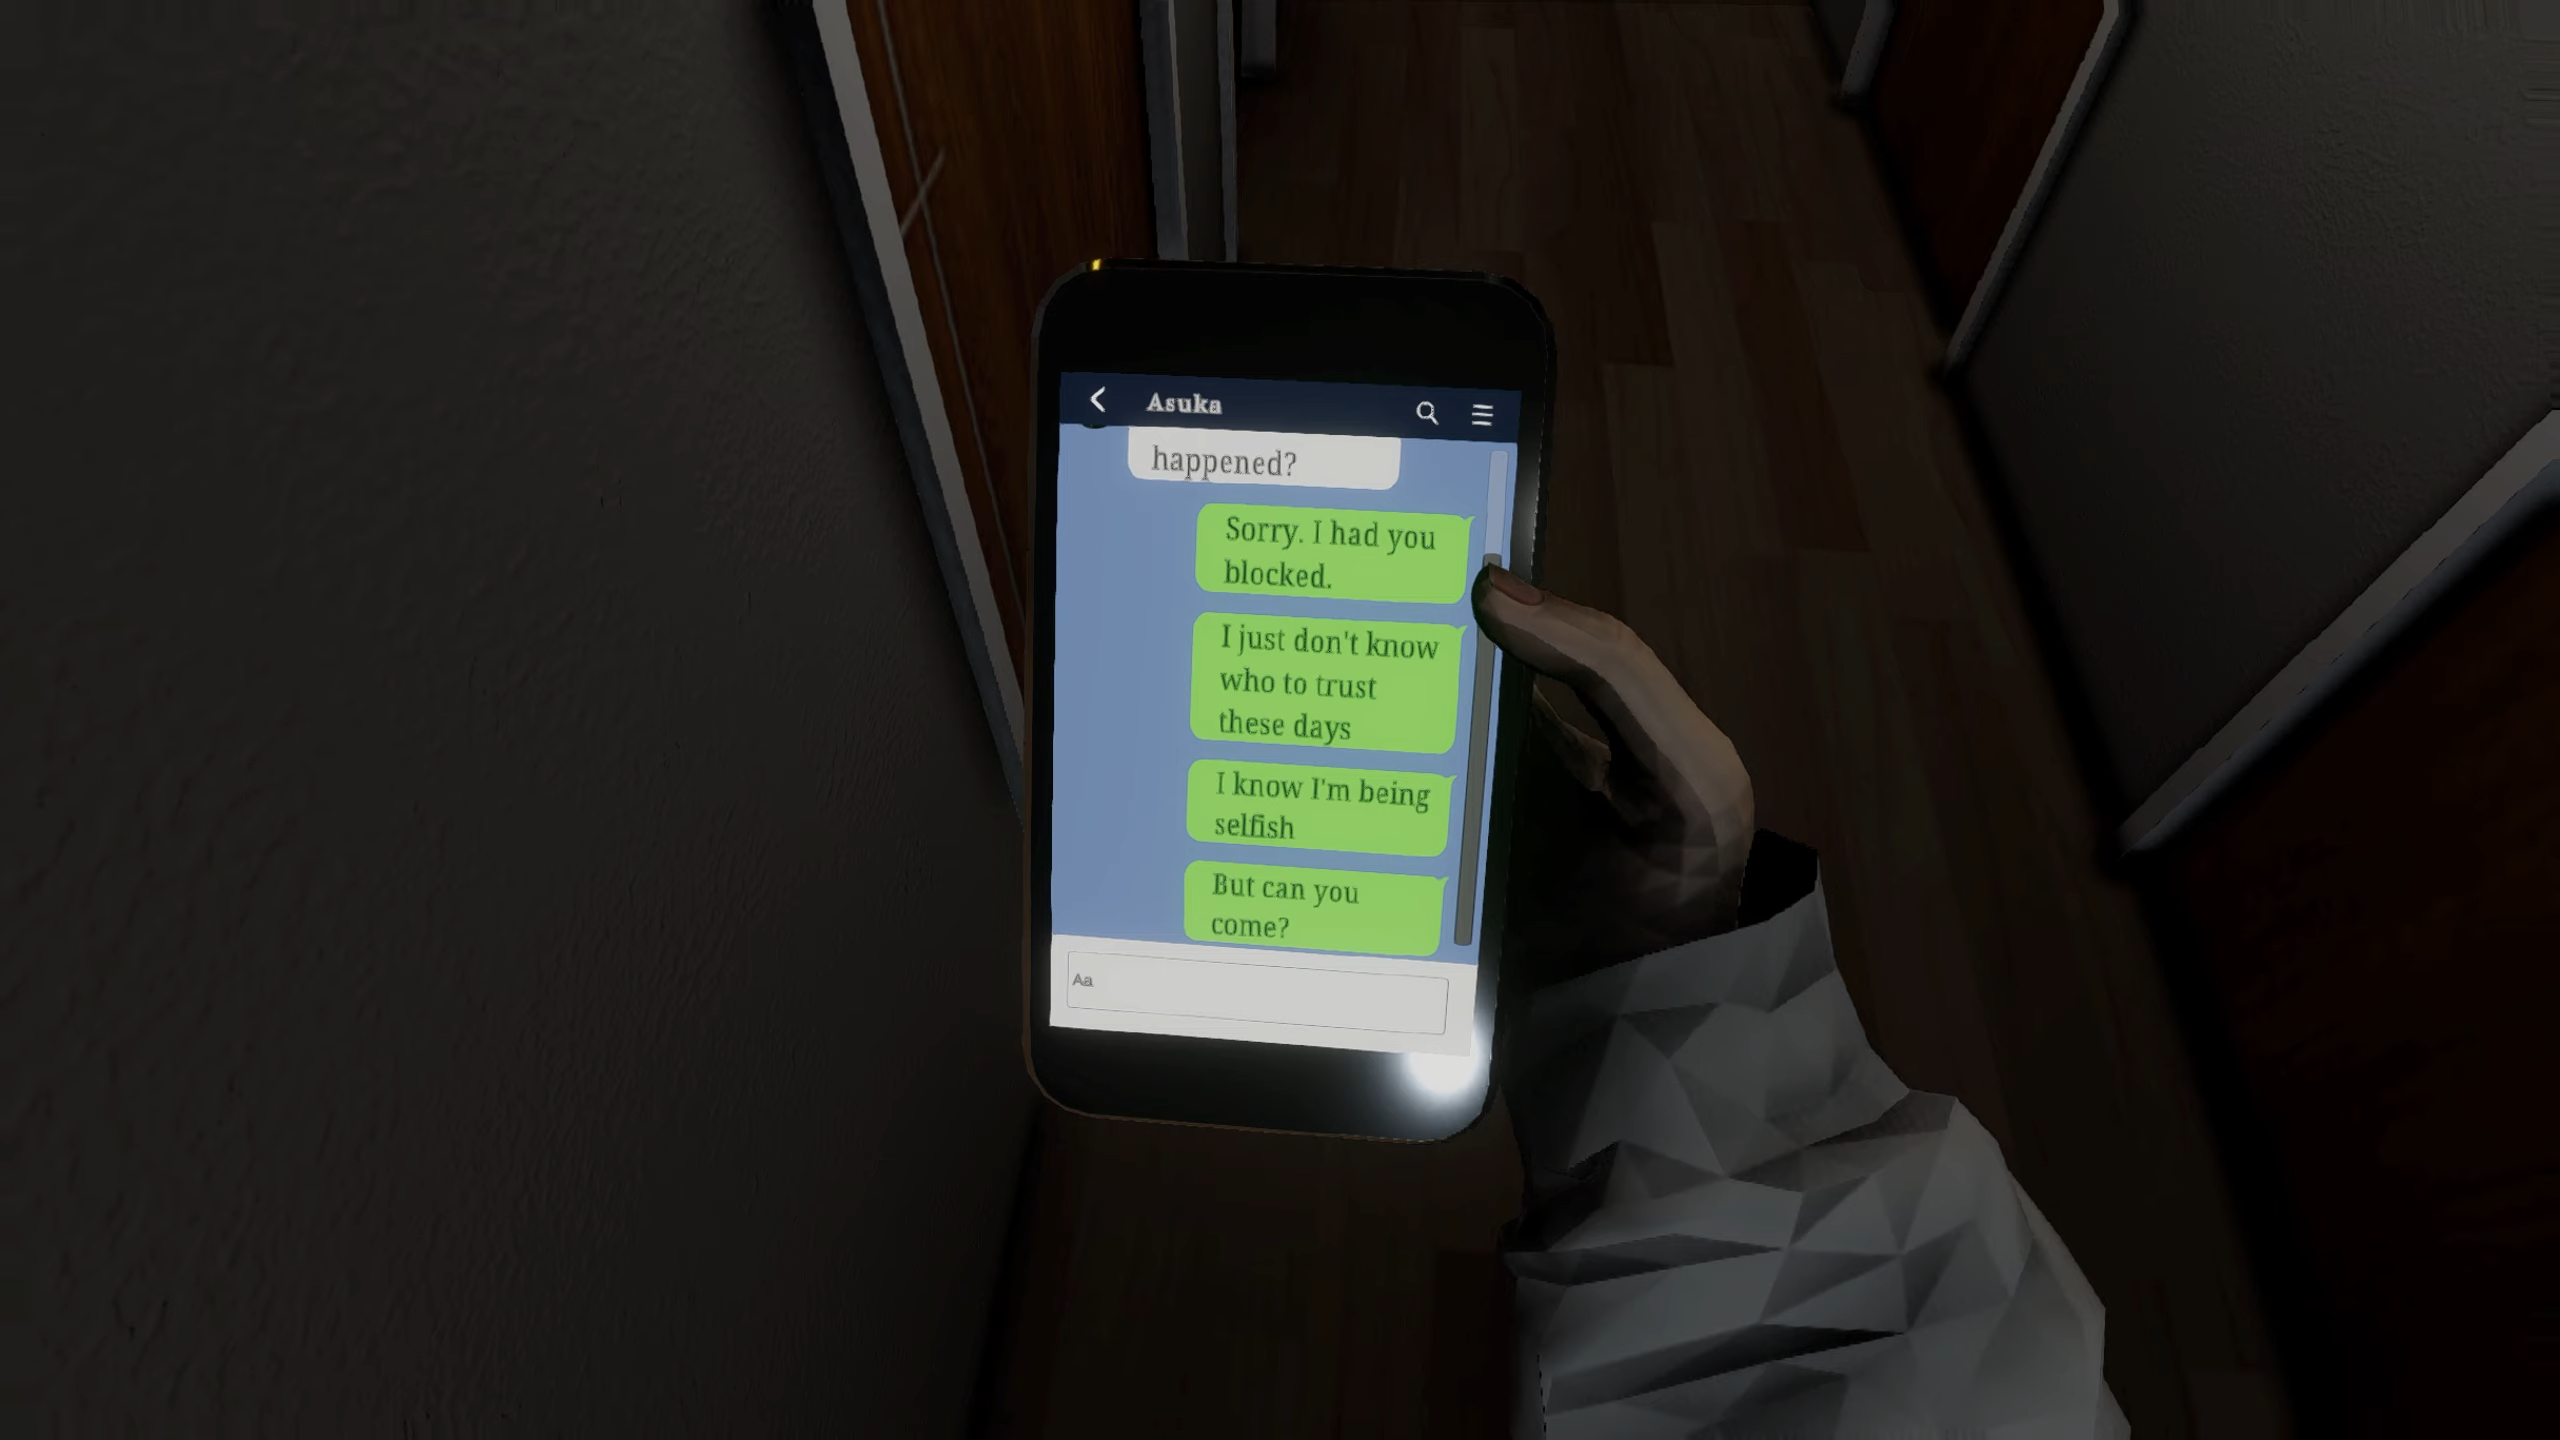 Asuka
happened?
Sorry. I had you
blocked.
I just don't know
who to trust
these days
I know I'm being
selfish
But can you
come?
Aa